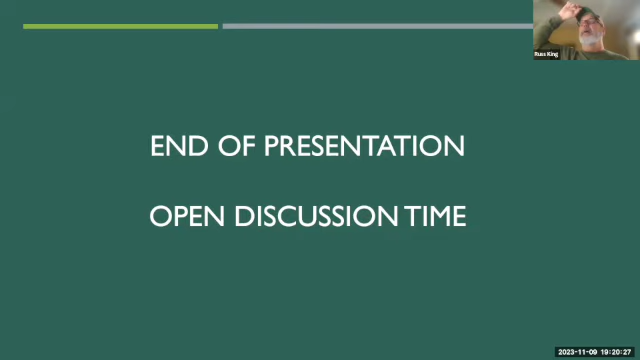 Russ King
END OF PRESENTATION
OPEN DISCUSSION TIME
2023-11-09 19:20:27